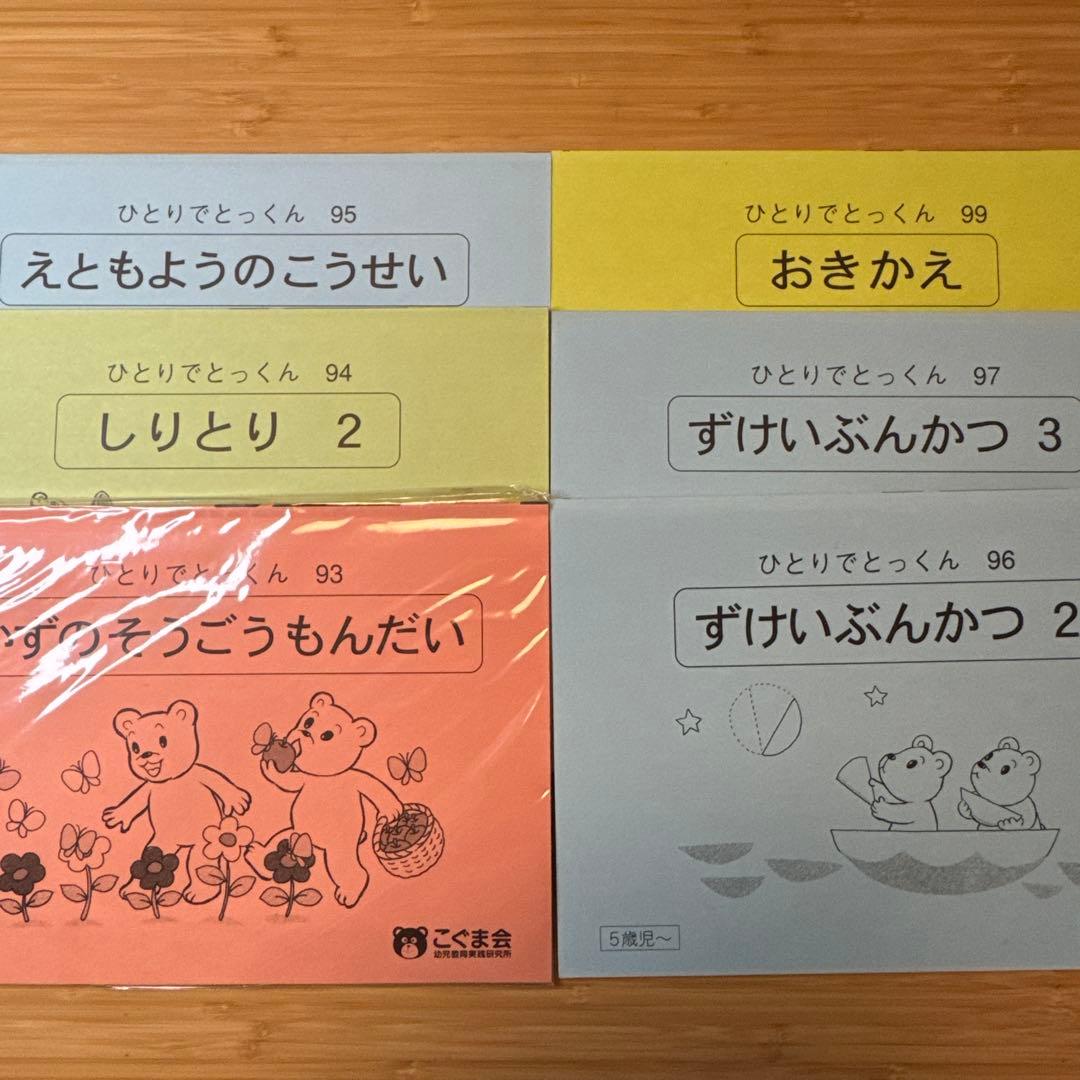 ひとりでとっくん 95
えともようのこうせい
ひとりでとっくん 99
おきかえ
ひとりでとっくん 94
しりとり 2
ひとりでとっくん 97
ずけいぶんかつ 3
ひとりでとっくん 93
かずのそうごうもんだい
ひとりでとっくん 96
ずけいぶんかつ 2
こぐま会
幼児教育実践研究所
5歳児～